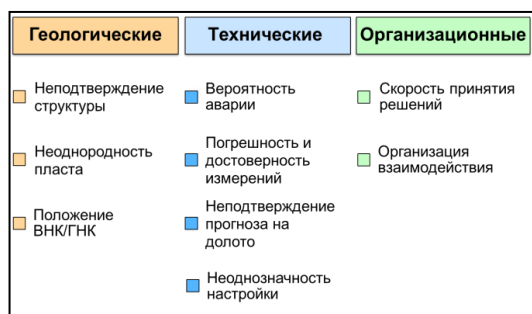 Геологические
Неподтверждение
структуры
Неоднородность
пласта
Положение
ВНК/ГНК
Технические
Вероятность
аварии
Погрешность и
достоверность
измерений
Неподтверждение
прогноза на
долото
Неоднозначность
настройки
Организационные
Скорость принятия
решений
Организация
взаимодействия